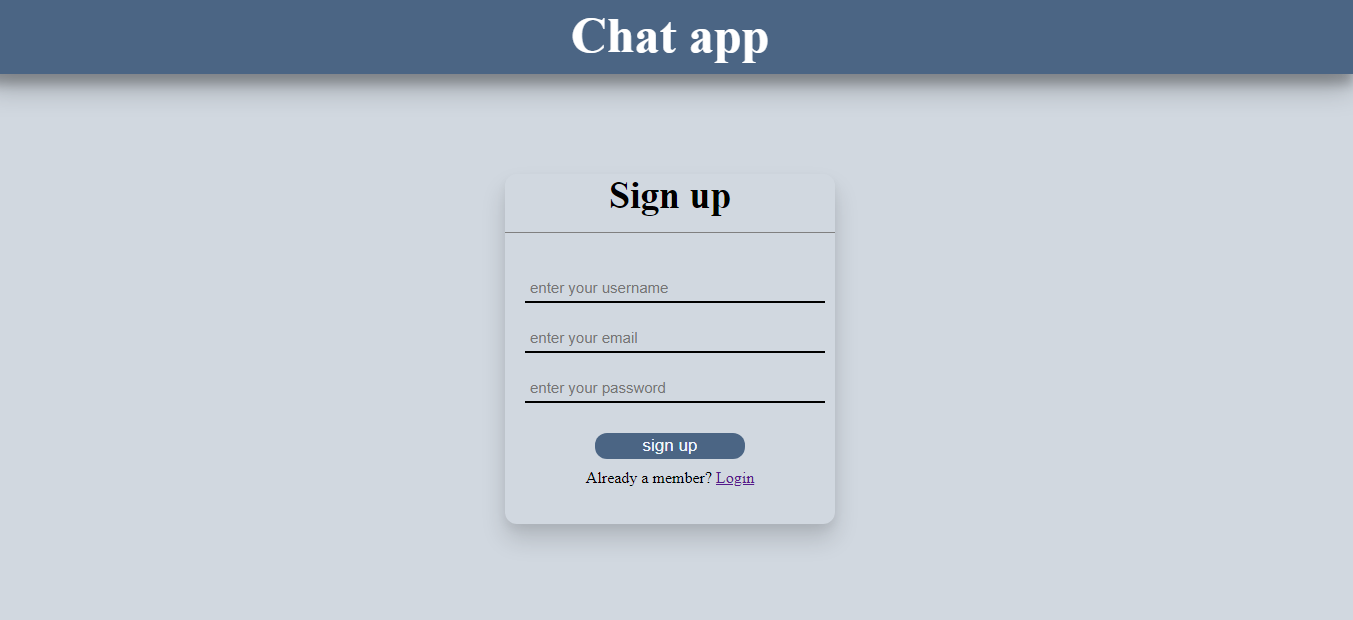 Chat app
Sign up
enter your username
enter your email
enter your password
sign up
Already a member? Login